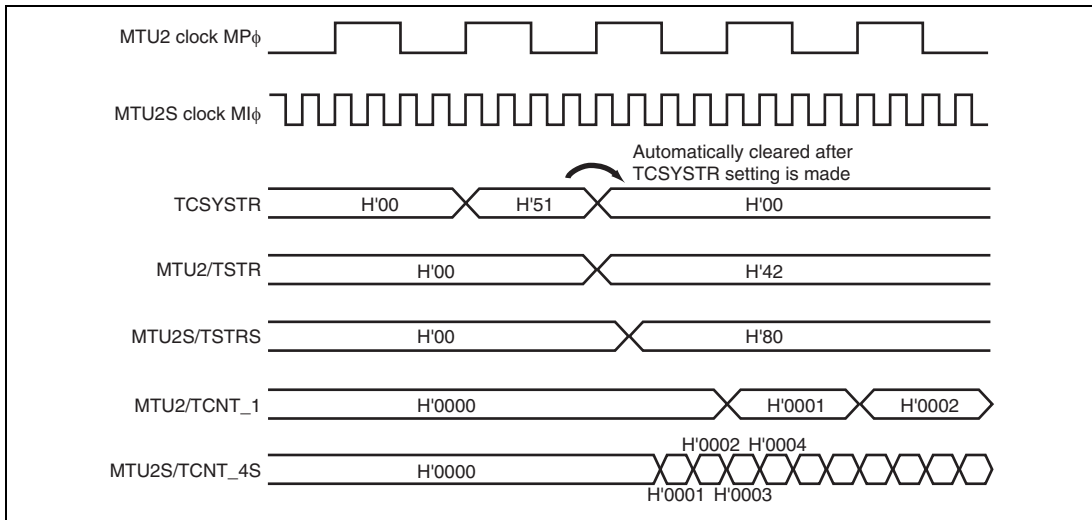 MTU2 clock MPϕ
MTU2S clock MIϕ
Automatically cleared after
TCSYSTR setting is made
TCSYSTR H'00 H'51 H'00
MTU2/TSTR H'00 H'42
MTU2S/TSTRS H'00 H'80
MTU2/TCNT_1 H'0000 H'0001 H'0002
H'0002 H'0004
MTU2S/TCNT_4S H'0000
H'0001 H'0003